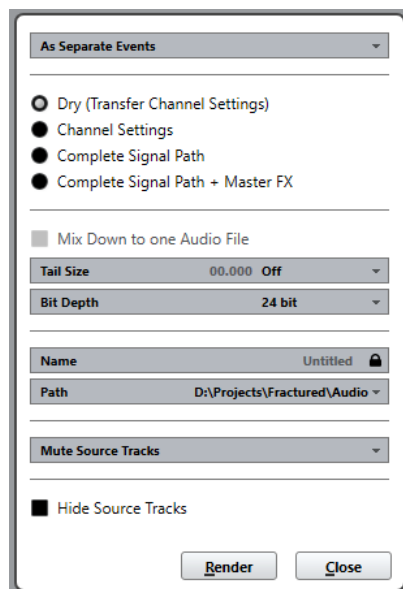 As Separate Events
Dry (Transfer Channel Settings)
Channel Settings
Complete Signal Path
Complete Signal Path + Master FX
Mix Down to one Audio File
Tail Size 00.000 Off
Bit Depth 24 bit
Name Untitled
Path D:\Projects\Fractured\Audio
Mute Source Tracks
Hide Source Tracks
Render Close